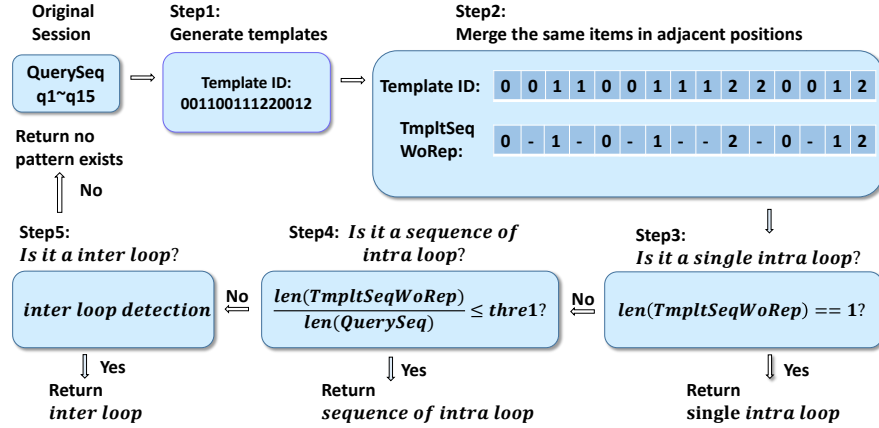 Original
Session
QuerySeq
q1~q15
Step1:
Generate templates
Template ID:
001100111220012
Step2:
Merge the same items in adjacent positions
Template ID: 0 0 1 1 0 0 1 1 1 2 2 0 0 1 2
TmpltSeq
WoRep: 0 - 1 - 0 - 1 - - 2 - 0 - 1 2
Return no
pattern exists
No
Step3:
Is it a single intra loop?
len(TmpltSeqWoRep) == 1?
Yes
Return
single intra loop
No
Step4: Is it a sequence of
intra loop?
len(TmpltSeqWoRep)
len(QuerySeq)
≤ thre1?
Yes
Return
sequence of intra loop
No
Step5:
Is it a inter loop?
inter loop detection
Yes
Return
inter loop